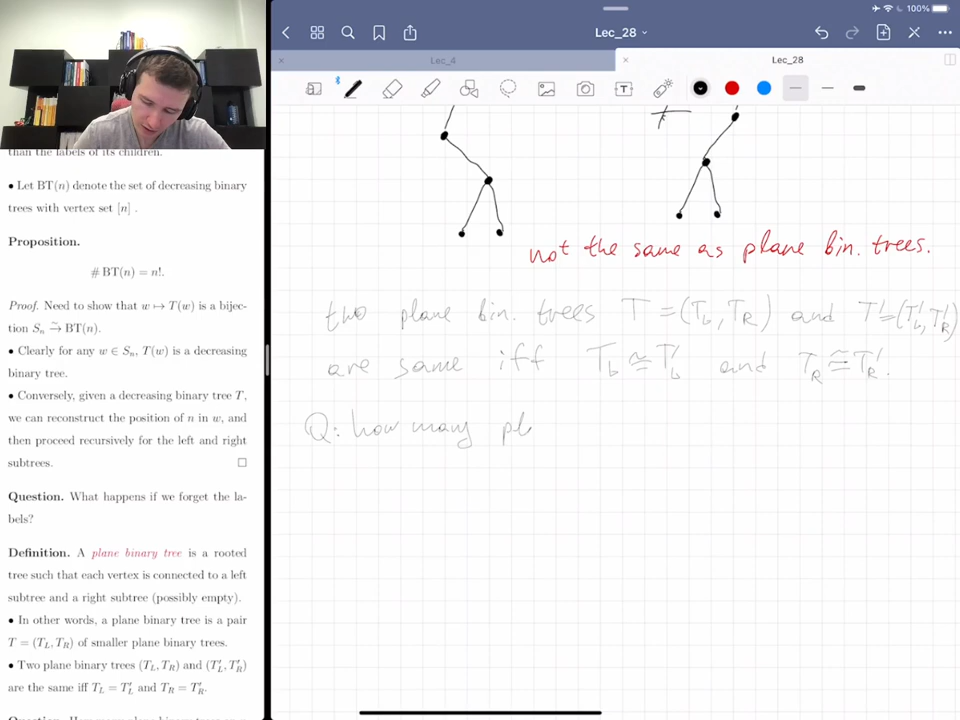 100%
Lec_28
Lec_4
Lec_28
T
than the labels of its children.
• Let BT(n) denote the set of decreasing binary
trees with vertex set [n] .
Proposition.
# BT(n) = n!.
Proof. Need to show that w ↦ T(w) is a bijec-
tion Sₙ → BT(n).
• Clearly for any w ∈ Sₙ, T(w) is a decreasing
binary tree.
• Conversely, given a decreasing binary tree T,
we can reconstruct the position of n in w, and
then proceed recursively for the left and right
subtrees. □
Question. What happens if we forget the la-
bels?
Definition. A plane binary tree is a rooted
tree such that each vertex is connected to a left
subtree and a right subtree (possibly empty).
• In other words, a plane binary tree is a pair
T = (T_L, T_R) of smaller plane binary trees.
• Two plane binary trees (T_L, T_R) and (T′_L, T′_R)
are the same iff T_L = T′_L and T_R = T′_R.
not the same as plane bin. trees.
two plane bin. trees T = (T_L, T_R) and T' = (T_L', T_R')
are same iff T_L ≅ T_L' and T_R ≅ T_R'.
Q: how many pl